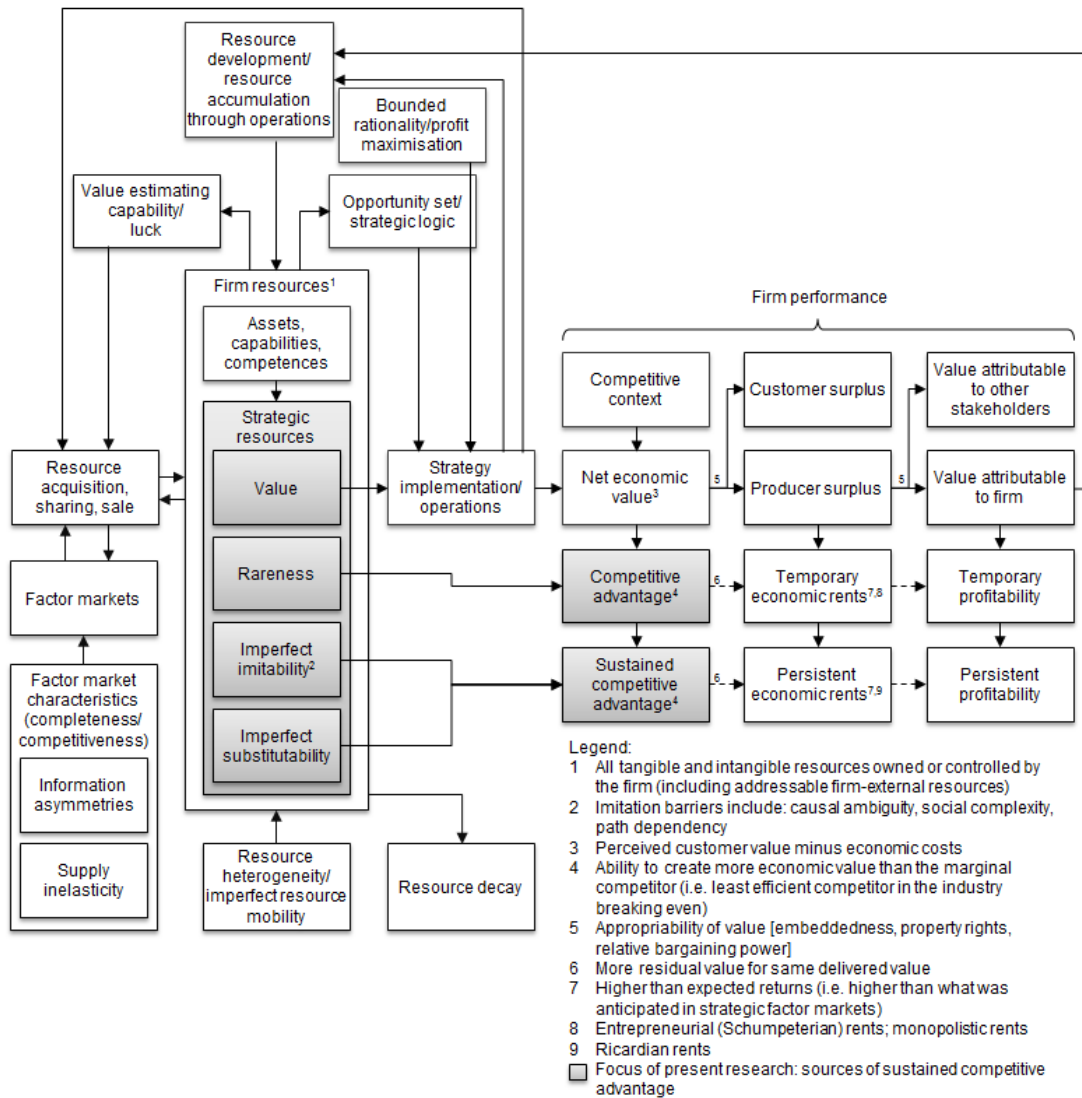 Resource
development/
resource
accumulation
through operations
Bounded
rationality/profit
maximisation
Value estimating
capability/
luck
Opportunity set/
strategic logic
Firm resources1
Assets,
capabilities,
competences
Strategic
resources
Value
Rareness
Imperfect
imitability2
Imperfect
substitutability
Resource
acquisition,
sharing, sale
Factor markets
Factor market
characteristics
(completeness/
competitiveness)
Information
asymmetries
Supply
inelasticity
Resource
heterogeneity/
imperfect resource
mobility
Resource decay
Strategy
implementation/
operations
Firm performance
Competitive
context
Customer surplus
Value attributable
to other
stakeholders
Net economic
value3
5
Producer surplus
5
Value attributable
to firm
Competitive
advantage4
6
Temporary
economic rents7,8
Temporary
profitability
Sustained
competitive
advantage4
6
Persistent
economic rents7,9
Persistent
profitability
Legend:
1 All tangible and intangible resources owned or controlled by
the firm (including addressable firm-external resources)
2 Imitation barriers include: causal ambiguity, social complexity,
path dependency
3 Perceived customer value minus economic costs
4 Ability to create more economic value than the marginal
competitor (i.e. least efficient competitor in the industry
breaking even)
5 Appropriability of value [embeddedness, property rights,
relative bargaining power]
6 More residual value for same delivered value
7 Higher than expected returns (i.e. higher than what was
anticipated in strategic factor markets)
8 Entrepreneurial (Schumpeterian) rents; monopolistic rents
9 Ricardian rents
Focus of present research: sources of sustained competitive
advantage